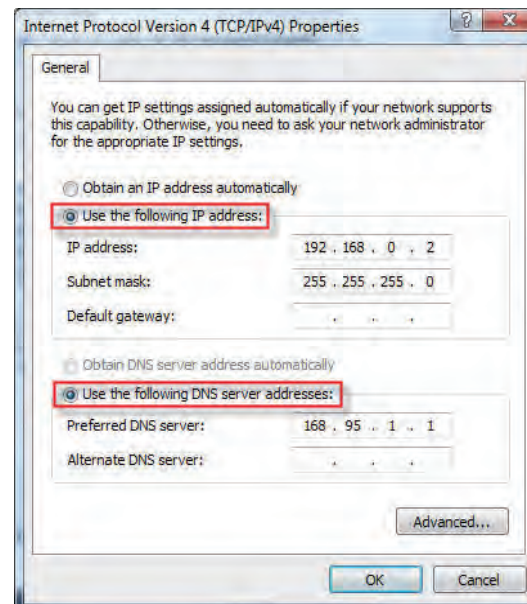 Internet Protocol Version 4 (TCP/IPv4) Properties
General
You can get IP settings assigned automatically if your network supports
this capability. Otherwise, you need to ask your network administrator
for the appropriate IP settings.
Obtain an IP address automatically
Use the following IP address:
IP address: 192 . 168 . 0 . 2
Subnet mask: 255 . 255 . 255 . 0
Default gateway: . . .
Obtain DNS server address automatically
Use the following DNS server addresses:
Preferred DNS server: 168 . 95 . 1 . 1
Alternate DNS server: . . .
Advanced...
OK Cancel